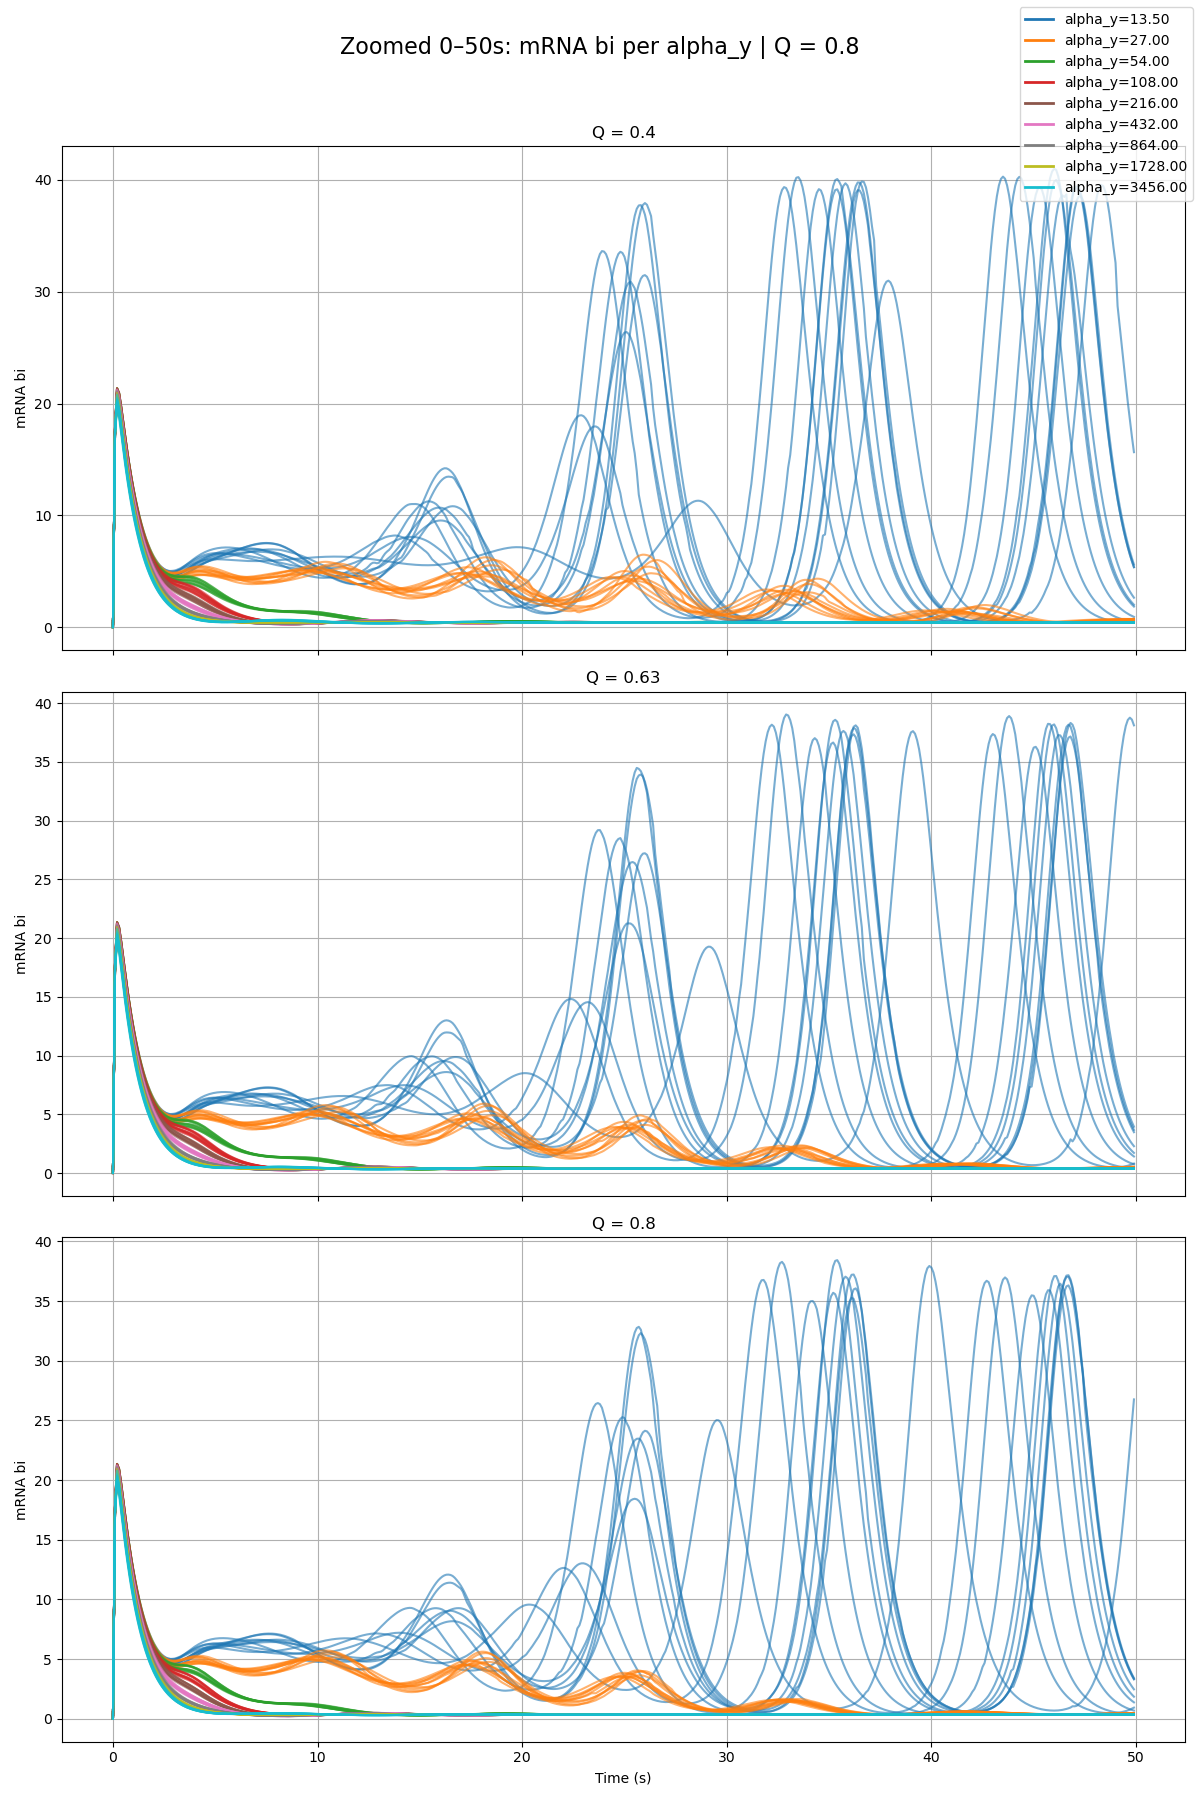 Zoomed 0–50s: mRNA bi per alpha_y | Q = 0.8
alpha_y=13.50
alpha_y=27.00
alpha_y=54.00
alpha_y=108.00
alpha_y=216.00
alpha_y=432.00
alpha_y=864.00
alpha_y=1728.00
alpha_y=3456.00
Q = 0.4
mRNA bi
40
30
20
10
0
Q = 0.63
mRNA bi
40
35
30
25
20
15
10
5
0
Q = 0.8
mRNA bi
40
35
30
25
20
15
10
5
0
0 10 20 30 40 50
Time (s)